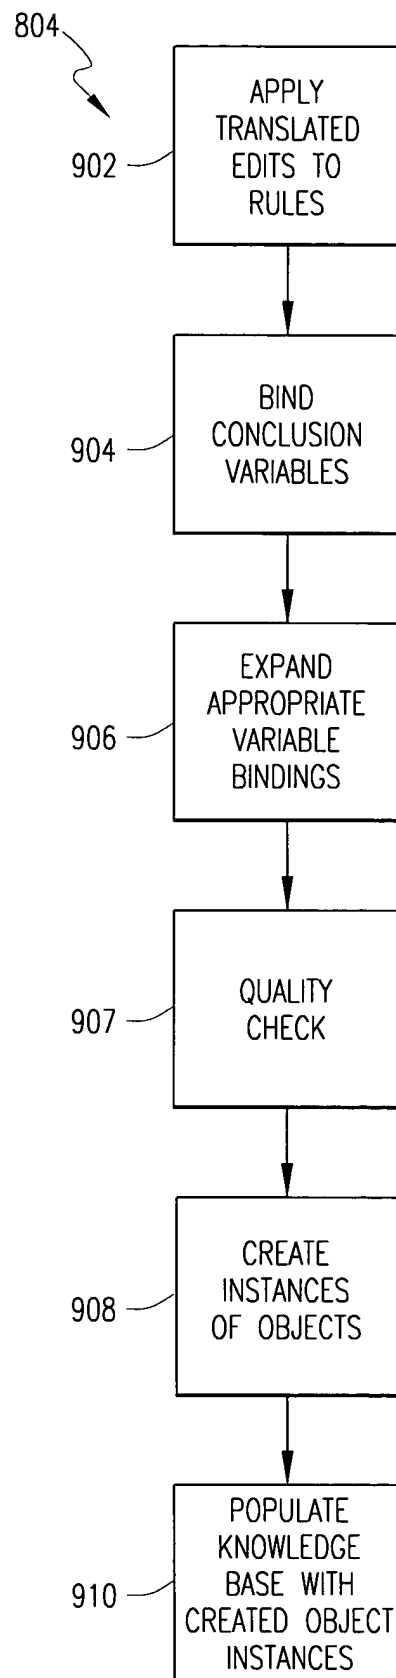 804
902
APPLY
TRANSLATED
EDITS TO
RULES
904
BIND
CONCLUSION
VARIABLES
906
EXPAND
APPROPRIATE
VARIABLE
BINDINGS
907
QUALITY
CHECK
908
CREATE
INSTANCES
OF OBJECTS
910
POPULATE
KNOWLEDGE
BASE WITH
CREATED OBJECT
INSTANCES